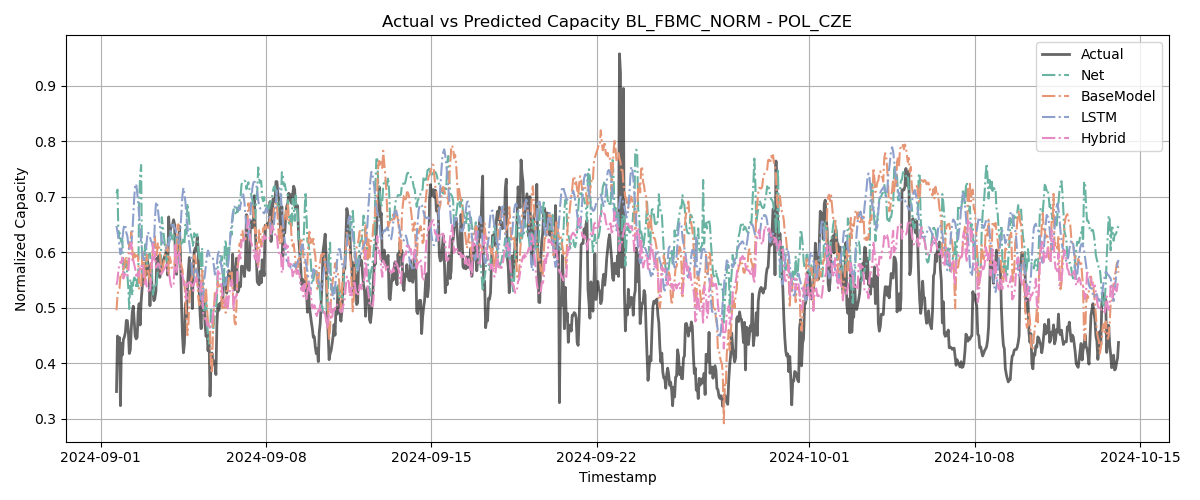 Actual vs Predicted Capacity BL_FBMC_NORM - POL_CZE
Actual
Net
BaseModel
LSTM
Hybrid
Normalized Capacity
0.9
0.8
0.7
0.6
0.5
0.4
0.3
2024-09-01
2024-09-08
2024-09-15
2024-09-22
2024-10-01
2024-10-08
2024-10-15
Timestamp